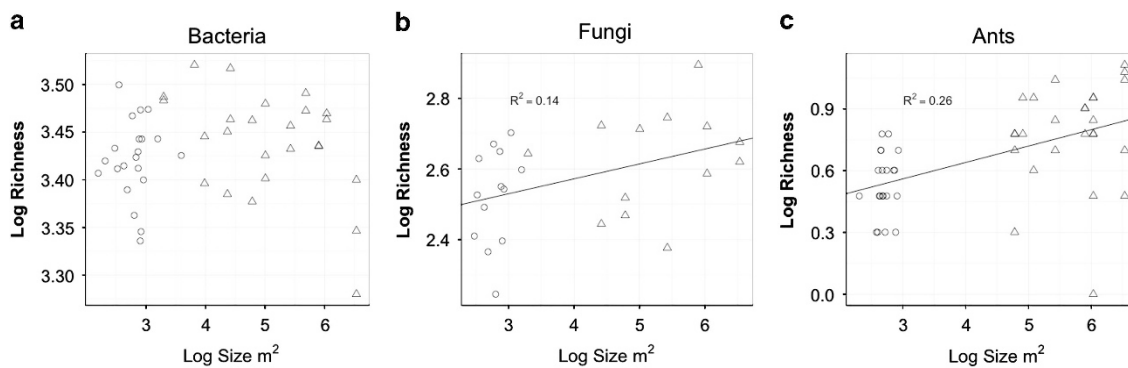 a
Bacteria
Log Richness
3.50
3.45
3.40
3.35
3.30
3 4 5 6
Log Size m²
b
Fungi
Log Richness
2.8
2.6
2.4
R² = 0.14
3 4 5 6
Log Size m²
c
Ants
Log Richness
0.9
0.6
0.3
0.0
R² = 0.26
3 4 5 6
Log Size m²